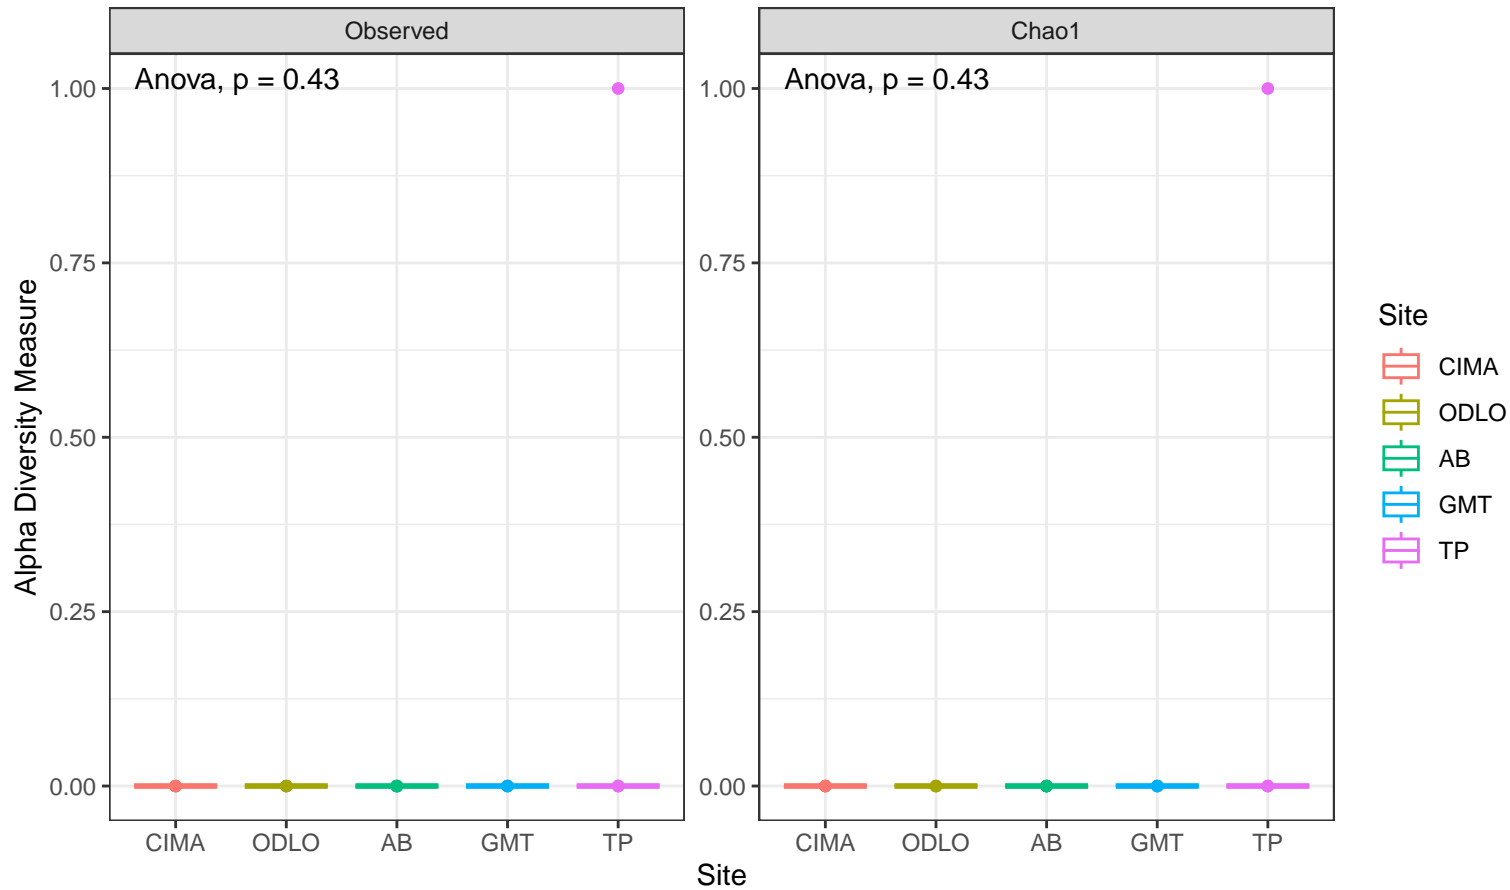 Observed
Chao1
Anova, p = 0.43
Anova, p = 0.43
Alpha Diversity Measure
1.00
0.75
0.50
0.25
0.00
1.00
0.75
0.50
0.25
0.00
CIMA ODLO AB GMT TP
CIMA ODLO AB GMT TP
Site
Site
CIMA
ODLO
AB
GMT
TP